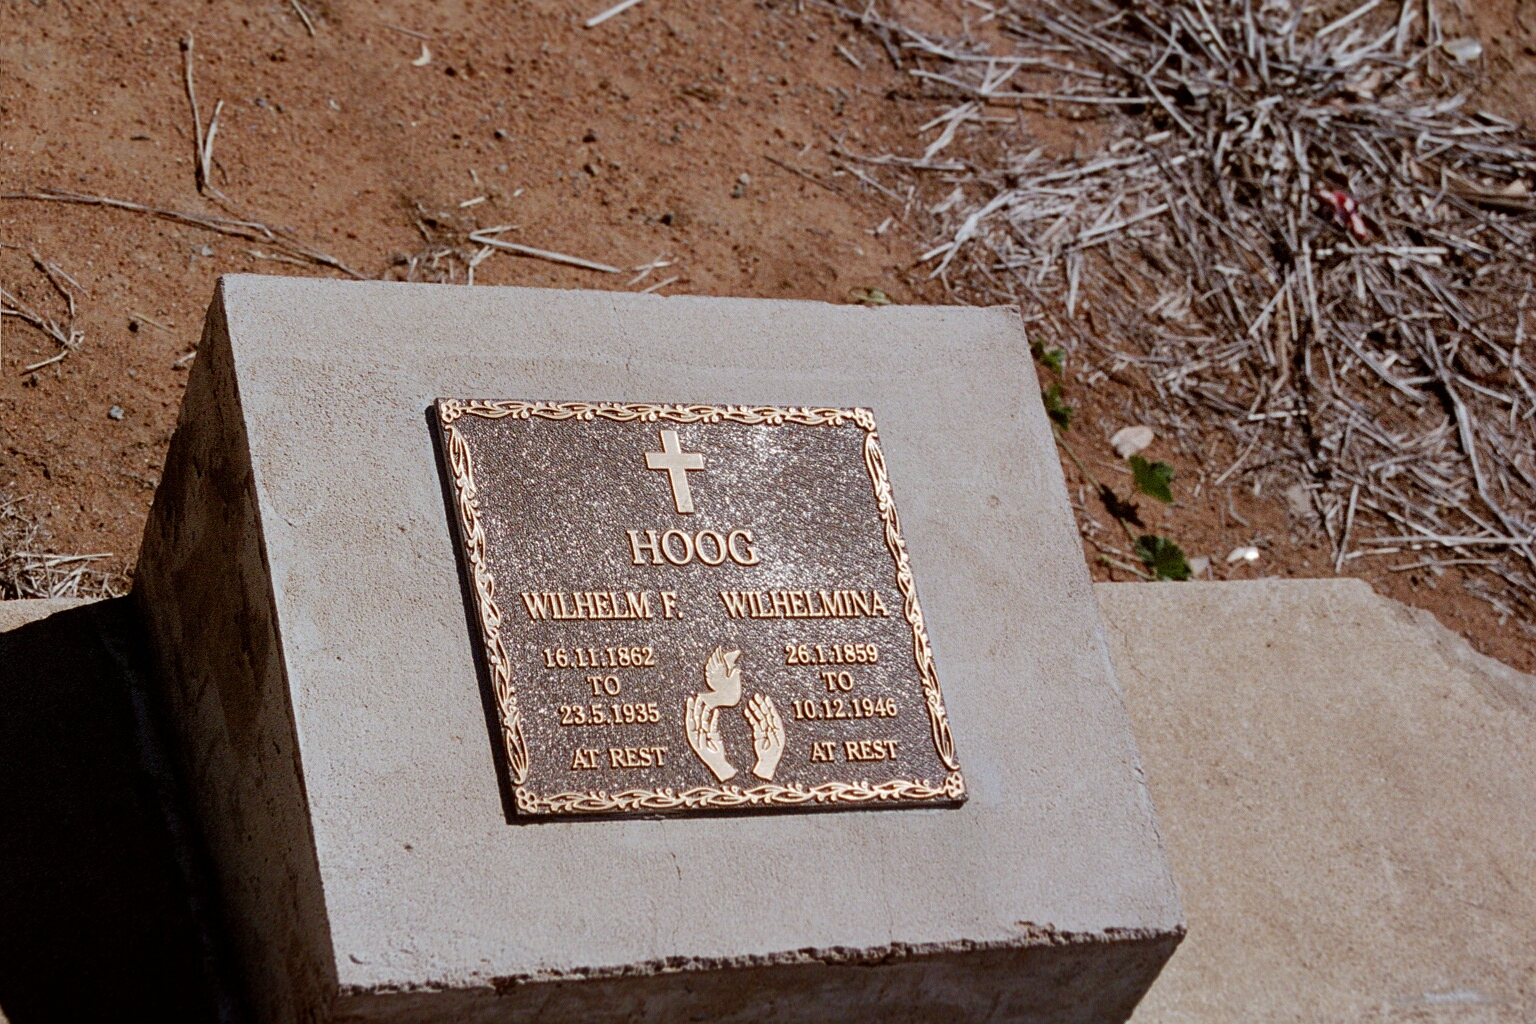 HOOG
WILHELM F. WILHELMINA
16.11.1862 26.1.1859
TO TO
23.5.1935 10.12.1946
AT REST AT REST